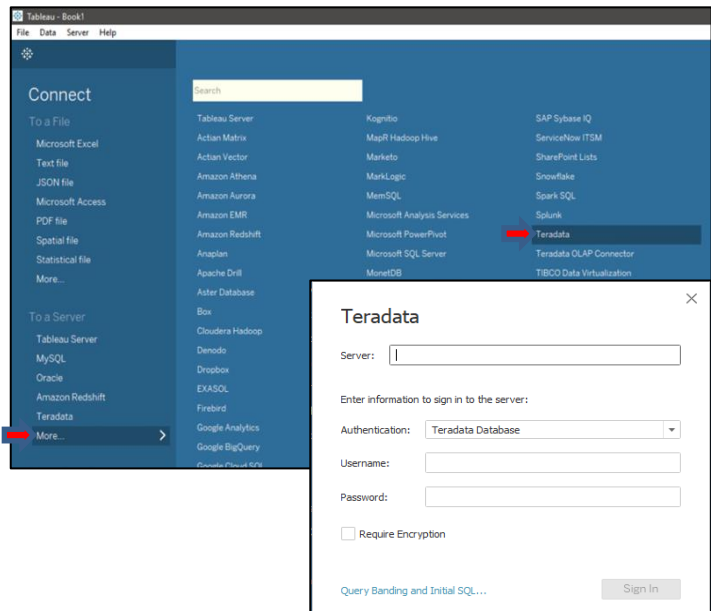 Tableau - Book1
File Data Server Help
Connect
To a File
Microsoft Excel
Text file
JSON file
Microsoft Access
PDF file
Spatial file
Statistical file
More...
To a Server
Tableau Server
MySQL
Oracle
Amazon Redshift
Teradata
More...
Search
Tableau Server
Actian Matrix
Actian Vector
Amazon Athena
Amazon Aurora
Amazon EMR
Amazon Redshift
Anaplan
Apache Drill
Aster Database
Box
Cloudera Hadoop
Denodo
Dropbox
EXASOL
Firebird
Google Analytics
Google BigQuery
Google Cloud SQL
Kognitio
MapR Hadoop Hive
Marketo
MarkLogic
MemSQL
Microsoft Analysis Services
Microsoft PowerPivot
Microsoft SQL Server
MonetDB
SAP Sybase IQ
ServiceNow ITSM
SharePoint Lists
Snowflake
Spark SQL
Splunk
Teradata
Teradata OLAP Connector
TIBCO Data Virtualization
Teradata
Server:
Enter information to sign in to the server:
Authentication: Teradata Database
Username:
Password:
Require Encryption
Query Banding and Initial SQL...
Sign In